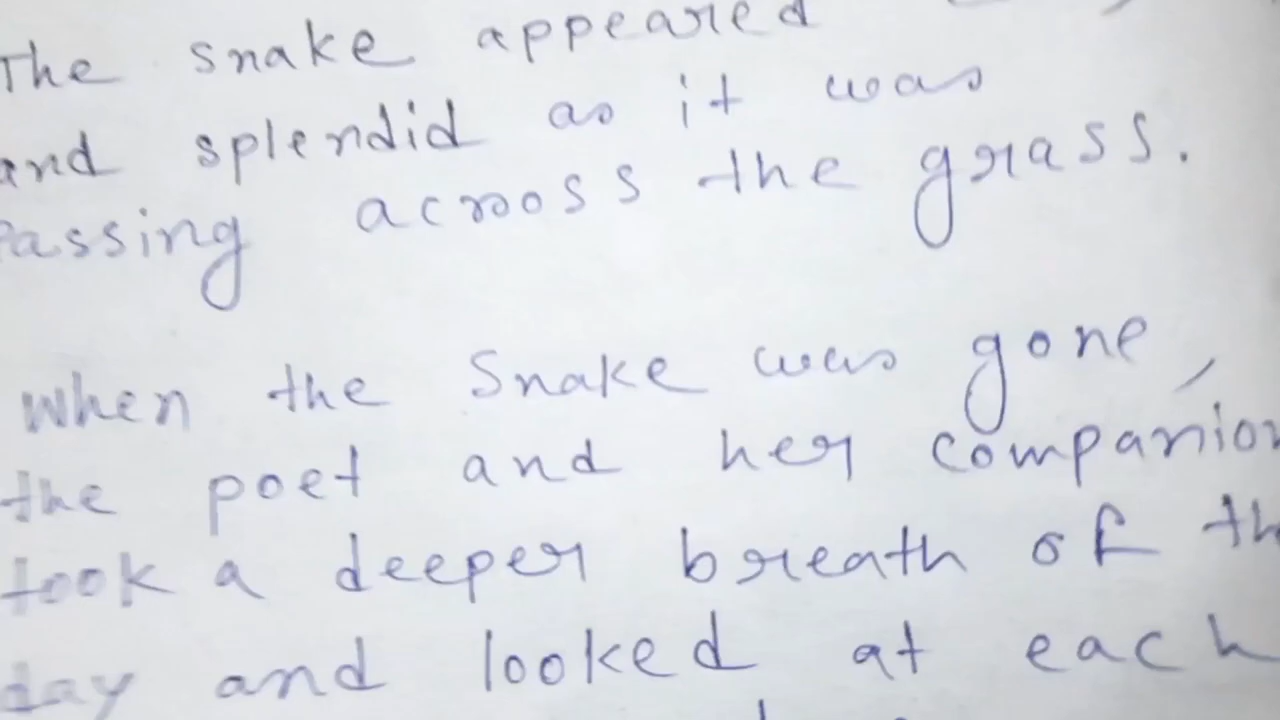 The snake appeared
and splendid as it was
Passing across the grass.
When the Snake was gone,
the poet and her companion
took a deeper breath of th
day and looked at each